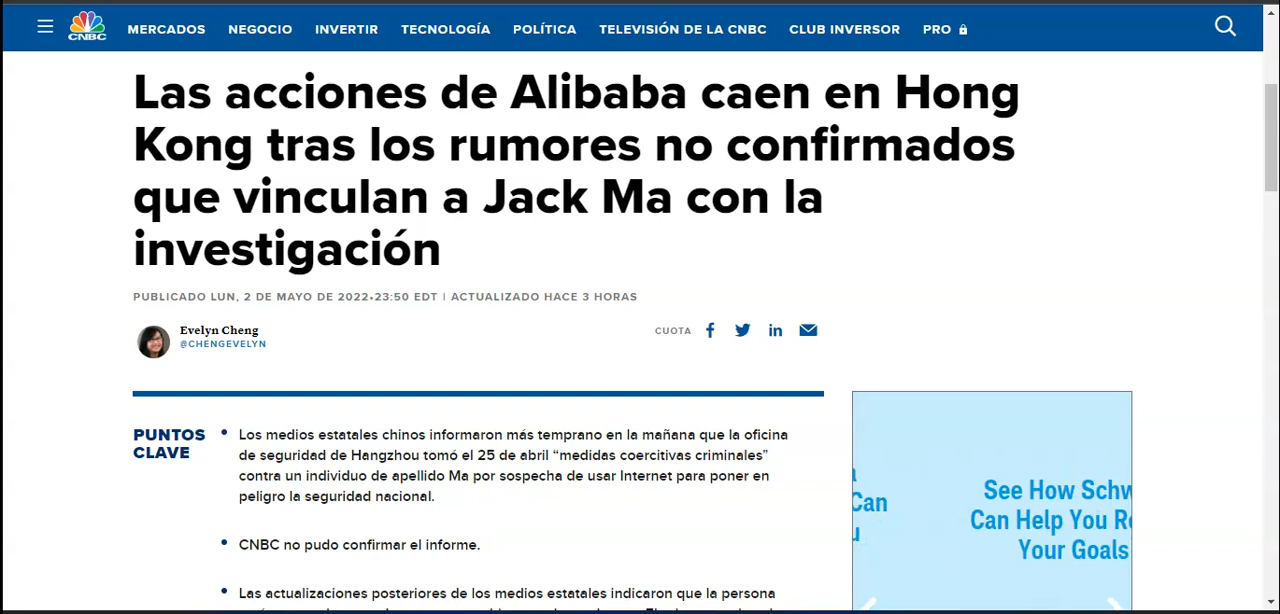 CNBC
MERCADOS NEGOCIO INVERTIR TECNOLOGÍA POLÍTICA TELEVISIÓN DE LA CNBC CLUB INVERSOR PRO
Las acciones de Alibaba caen en Hong
Kong tras los rumores no confirmados
que vinculan a Jack Ma con la
investigación
PUBLICADO LUN, 2 DE MAYO DE 2022•23:50 EDT | ACTUALIZADO HACE 3 HORAS
Evelyn Cheng
@CHENGEVELYN
CUOTA
PUNTOS
CLAVE
• Los medios estatales chinos informaron más temprano en la mañana que la oficina
de seguridad de Hangzhou tomó el 25 de abril “medidas coercitivas criminales”
contra un individuo de apellido Ma por sospecha de usar Internet para poner en
peligro la seguridad nacional.
• CNBC no pudo confirmar el informe.
• Las actualizaciones posteriores de los medios estatales indicaron que la persona
Can
See How Schw
Can Help You Re
Your Goals